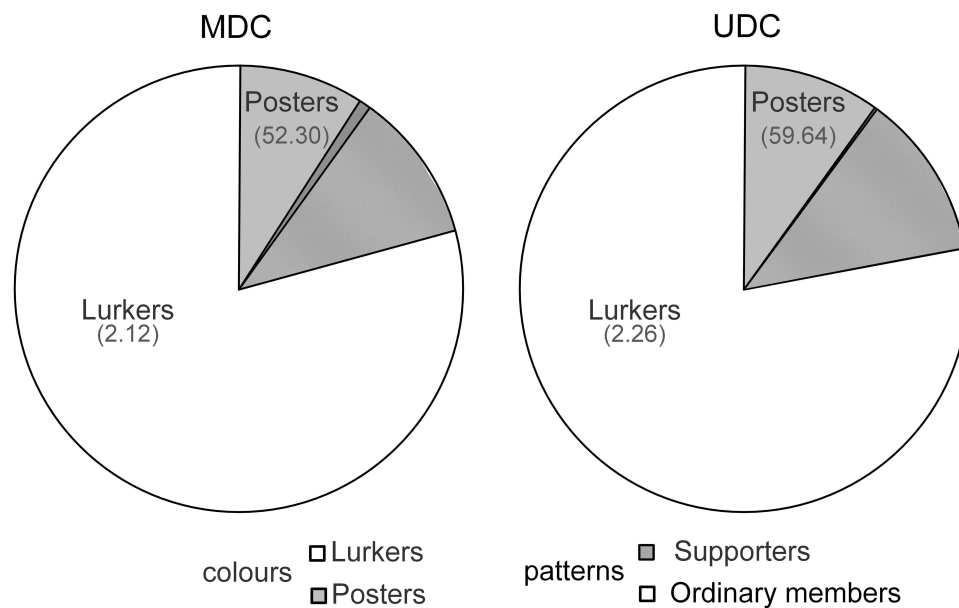 MDC
UDC
Posters
(52.30)
Posters
(59.64)
Lurkers
(2.12)
Lurkers
(2.26)
colours
Lurkers
Posters
patterns
Supporters
Ordinary members